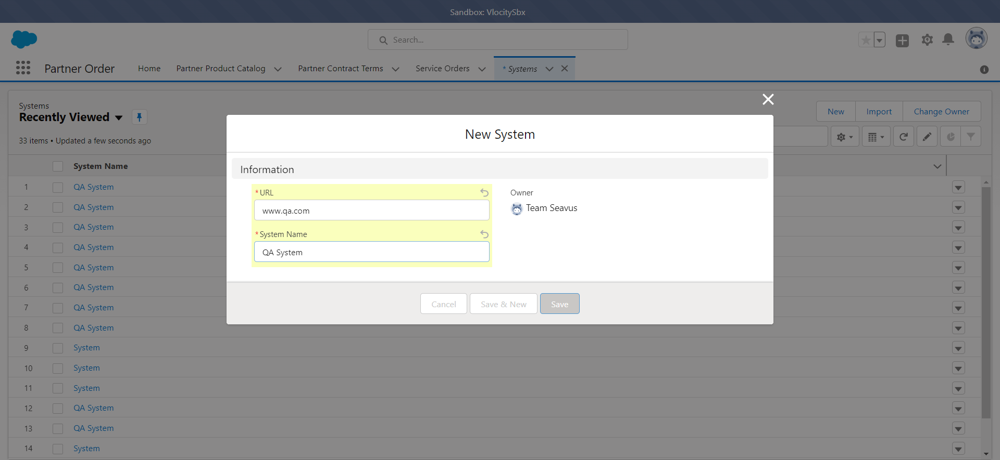 Sandbox: VlocitySbx
Search...
Partner Order
Home
Partner Product Catalog
Partner Contract Terms
Service Orders
* Systems
Systems
Recently Viewed
33 items • Updated a few seconds ago
New
Import
Change Owner
System Name
1 QA System
2 QA System
3 QA System
4 QA System
5 QA System
6 QA System
7 QA System
8 QA System
9 System
10 System
11 System
12 QA System
13 QA System
14 System
New System
Information
*URL
www.qa.com
*System Name
QA System
Owner
Team Seavus
Cancel
Save & New
Save